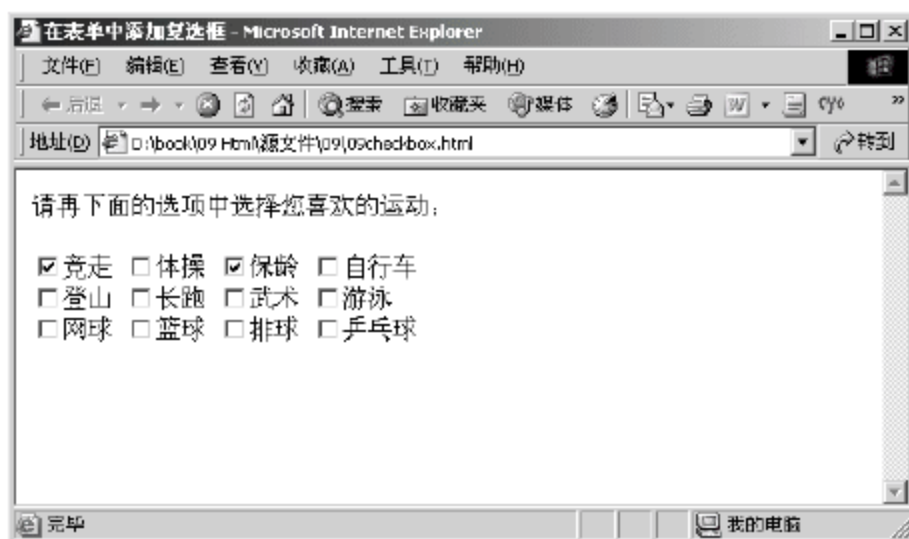 在表单中添加复选框 - Microsoft Internet Explorer
文件(F) 编辑(E) 查看(V) 收藏(A) 工具(T) 帮助(H)
后退 搜索 收藏夹 媒体 »
地址(D) D:\book\09 Html\源文件\09\09checkbox.html 转到
请再下面的选项中选择您喜欢的运动:
竞走 体操 保龄 自行车
登山 长跑 武术 游泳
网球 篮球 排球 乒乓球
完毕 我的电脑